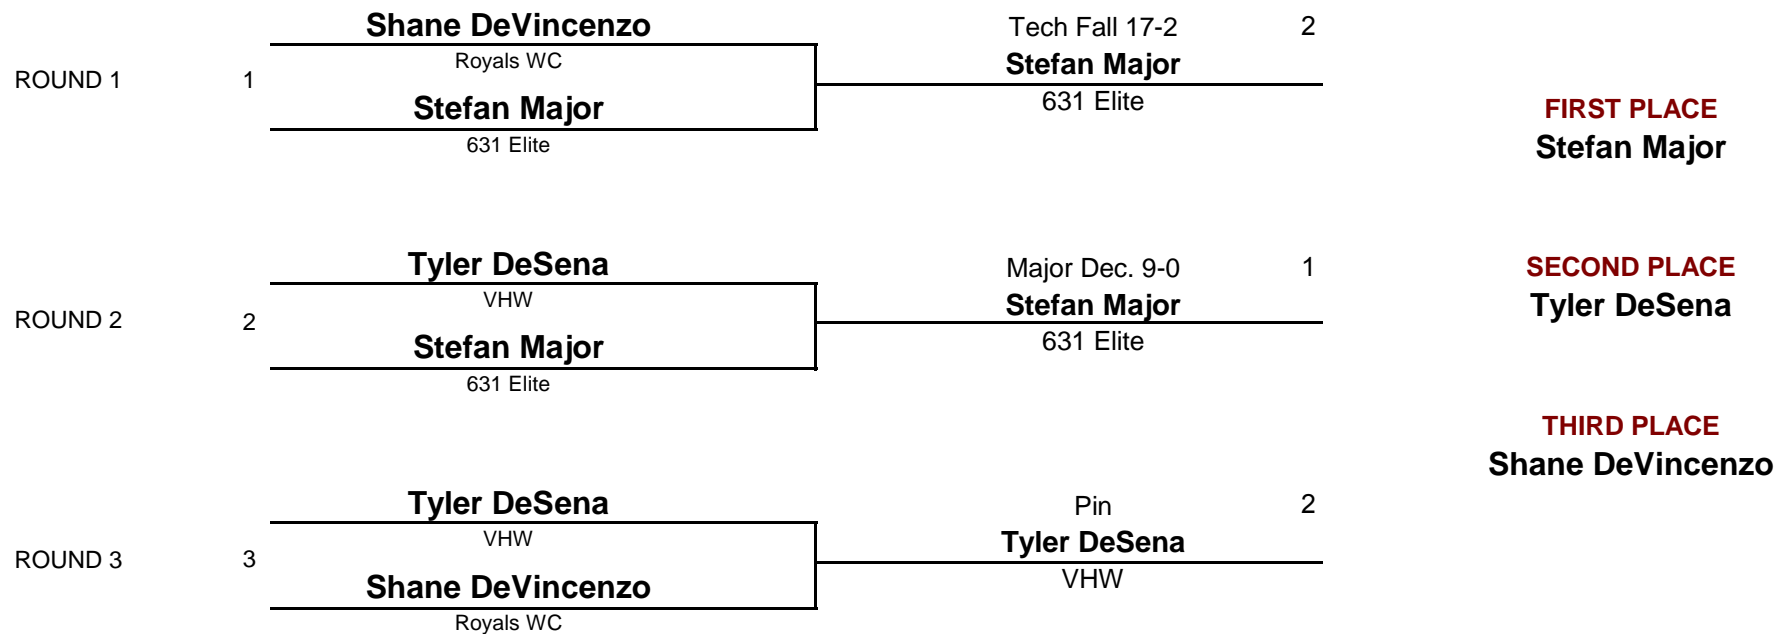 Shane DeVincenzo
Royals WC
ROUND 1
1
Stefan Major
631 Elite
Tech Fall 17-2
2
Stefan Major
631 Elite
FIRST PLACE
Stefan Major
Tyler DeSena
VHW
ROUND 2
2
Stefan Major
631 Elite
Major Dec. 9-0
1
Stefan Major
631 Elite
SECOND PLACE
Tyler DeSena
THIRD PLACE
Shane DeVincenzo
Tyler DeSena
VHW
ROUND 3
3
Shane DeVincenzo
Royals WC
Pin
2
Tyler DeSena
VHW